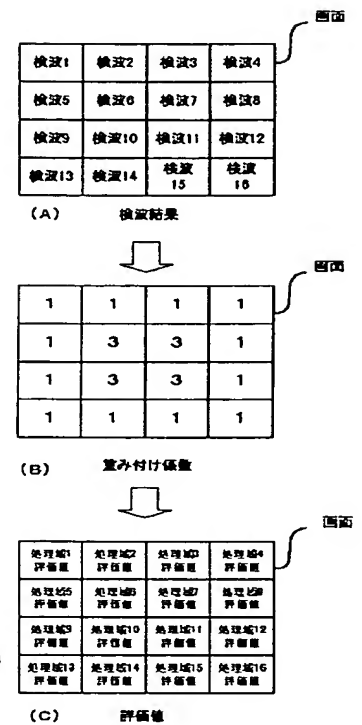 画面
検波1 検波2 検波3 検波4
検波5 検波6 検波7 検波8
検波9 検波10 検波11 検波12
検波13 検波14 検波15 検波16
(A) 検波結果
画面
1 1 1 1
1 3 3 1
1 3 3 1
1 1 1 1
(B) 重み付け係数
画面
処理域1 処理域2 処理域3 処理域4
評価値 評価値 評価値 評価値
処理域5 処理域6 処理域7 処理域8
評価値 評価値 評価値 評価値
処理域9 処理域10 処理域11 処理域12
評価値 評価値 評価値 評価値
処理域13 処理域14 処理域15 処理域16
評価値 評価値 評価値 評価値
(C) 評価値